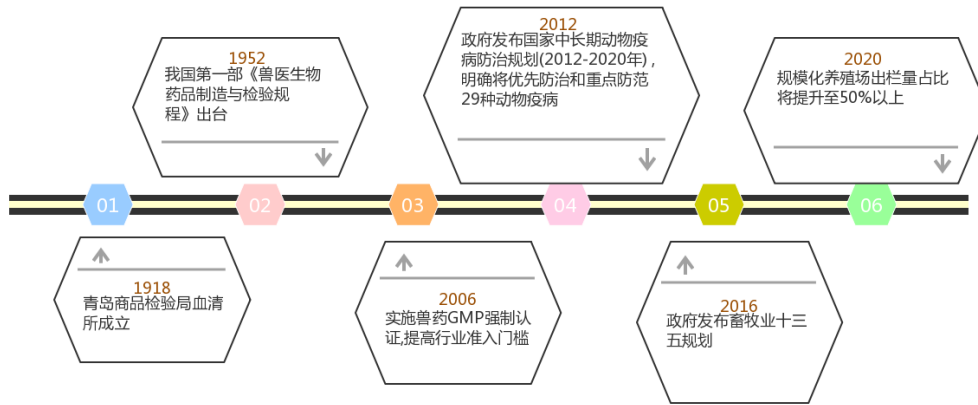 1952
我国第一部《兽医生物
药品制造与检验规
程》出台
2012
政府发布国家中长期动物疫
病防治规划(2012-2020年) ,
明确将优先防治和重点防范
29种动物疫病
2020
规模化养殖场出栏量占比
将提升至50%以上
01
02
03
04
05
06
1918
青岛商品检验局血清
所成立
2006
实施兽药GMP强制认
证,提高行业准入门槛
2016
政府发布畜牧业十三
五规划